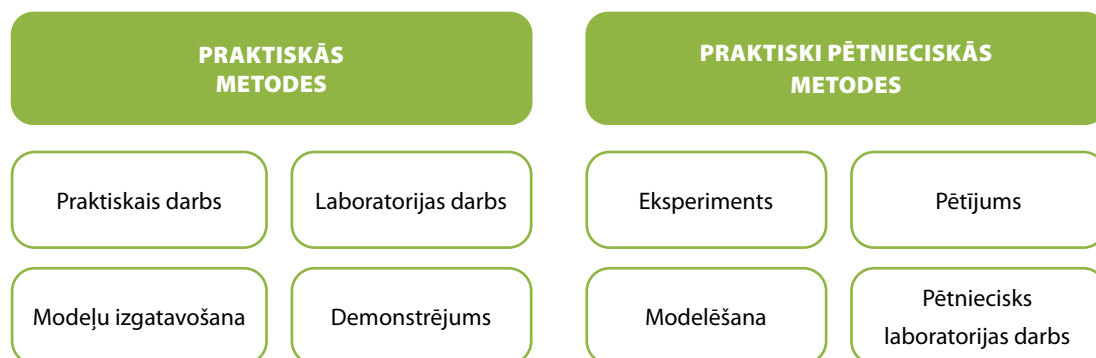 PRAKTISKĀS
METODES
PRAKTISKI PĒTNIECISKĀS
METODES
Praktiskais darbs
Laboratorijas darbs
Eksperiments
Pētījums
Modeļu izgatavošana
Demonstrējums
Modelēšana
Pētniecisks
laboratorijas darbs